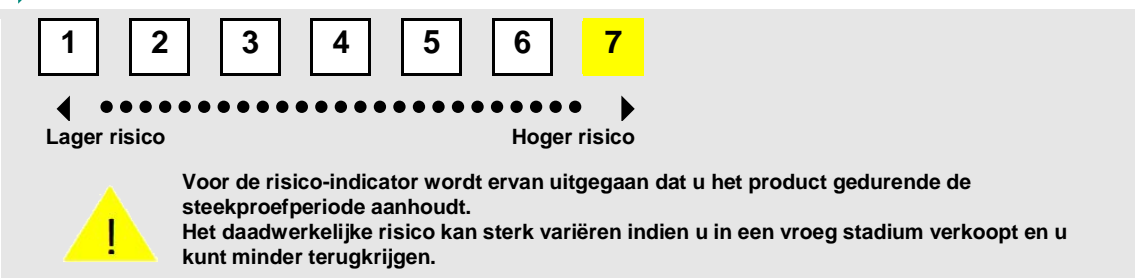 1 2 3 4 5 6 7
Lager risico Hoger risico
!
Voor de risico-indicator wordt ervan uitgegaan dat u het product gedurende de
steekproefperiode aanhoudt.
Het daadwerkelijke risico kan sterk variëren indien u in een vroeg stadium verkoopt en u
kunt minder terugkrijgen.